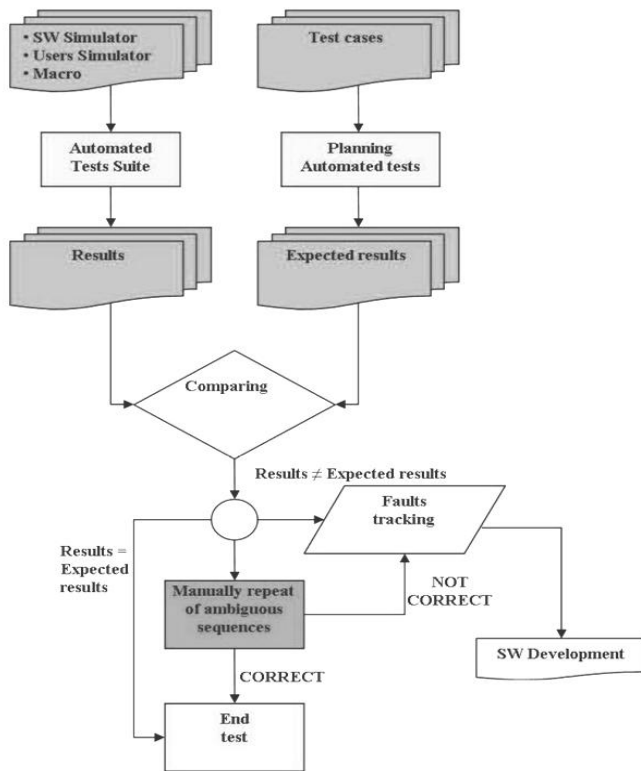 • SW Simulator
• Users Simulator
• Macro
Test cases
Automated
Tests Suite
Planning
Automated tests
Results
Expected results
Comparing
Results ≠ Expected results
Faults
tracking
Results =
Expected
results
Manually repeat
of ambiguous
sequences
NOT
CORRECT
SW Development
CORRECT
End
test